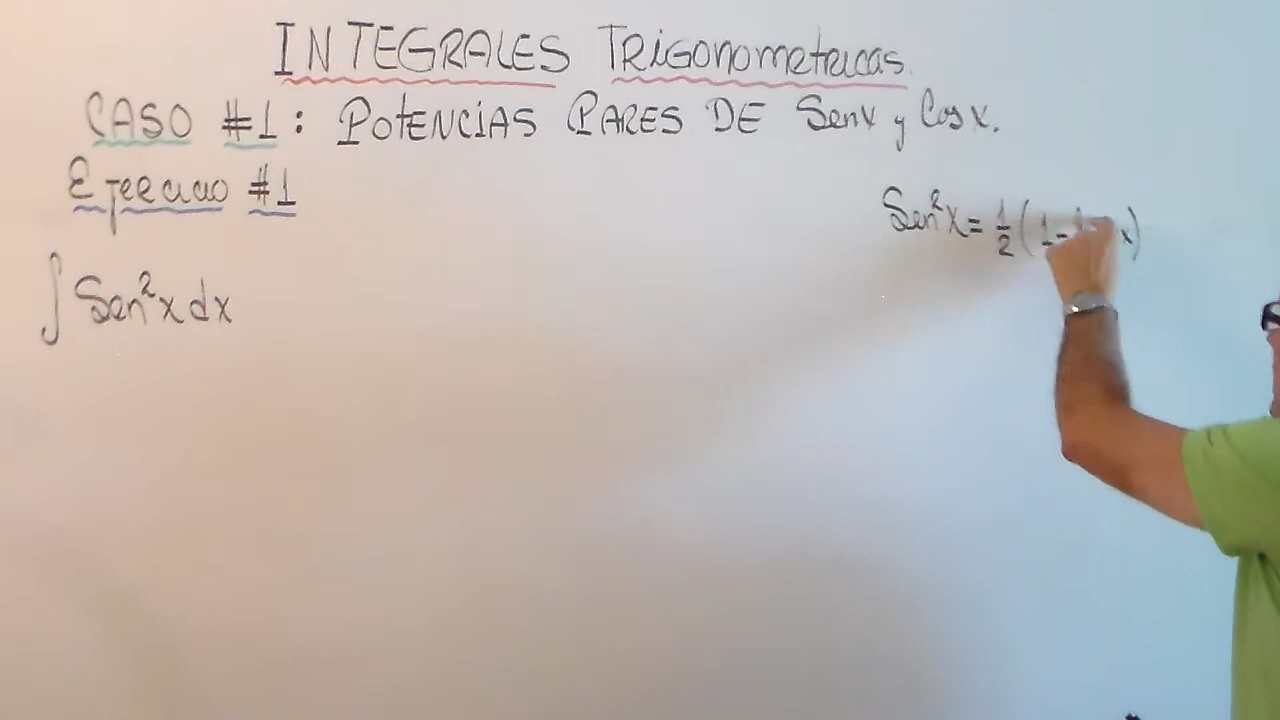 INTEGRALES TRIGONOMETRICAS.
CASO #1: POTENCIAS PARES DE Senx y Cosx.
Ejercicio #1
Sen²x = 1/2 (1 - x)
∫ Sen²x dx